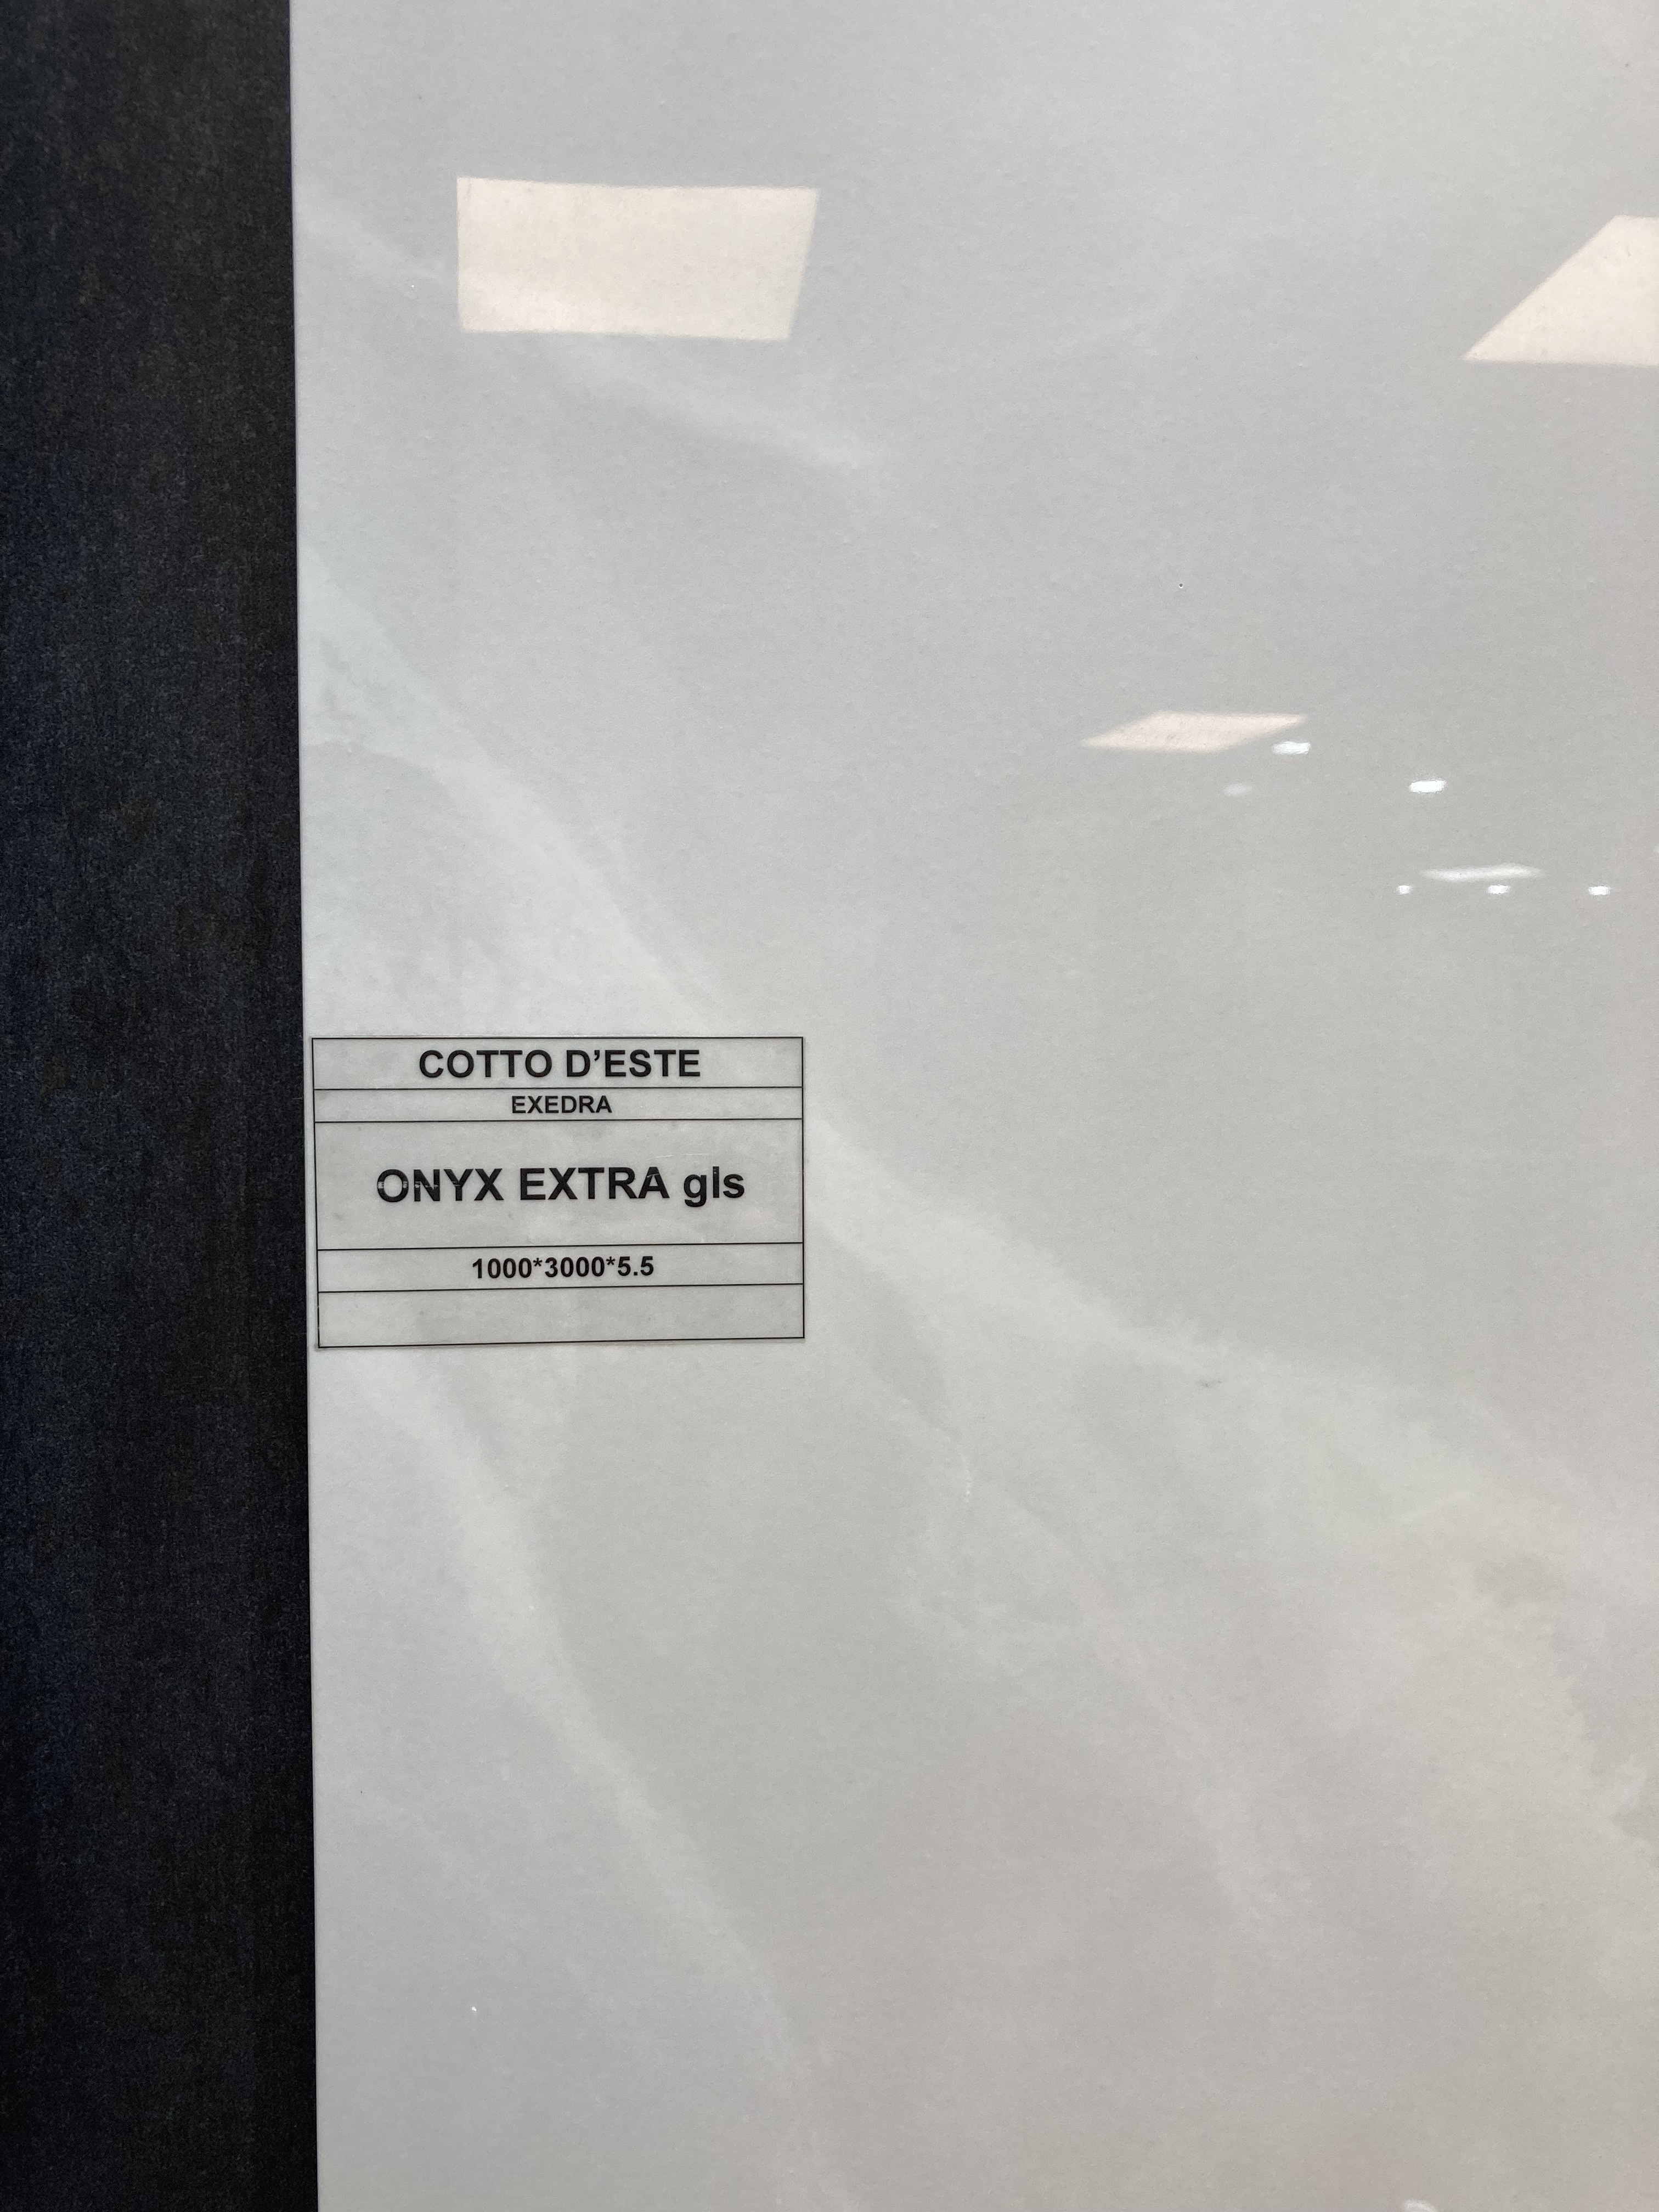 COTTO D’ESTE
EXEDRA
ONYX EXTRA gls
1000*3000*5.5